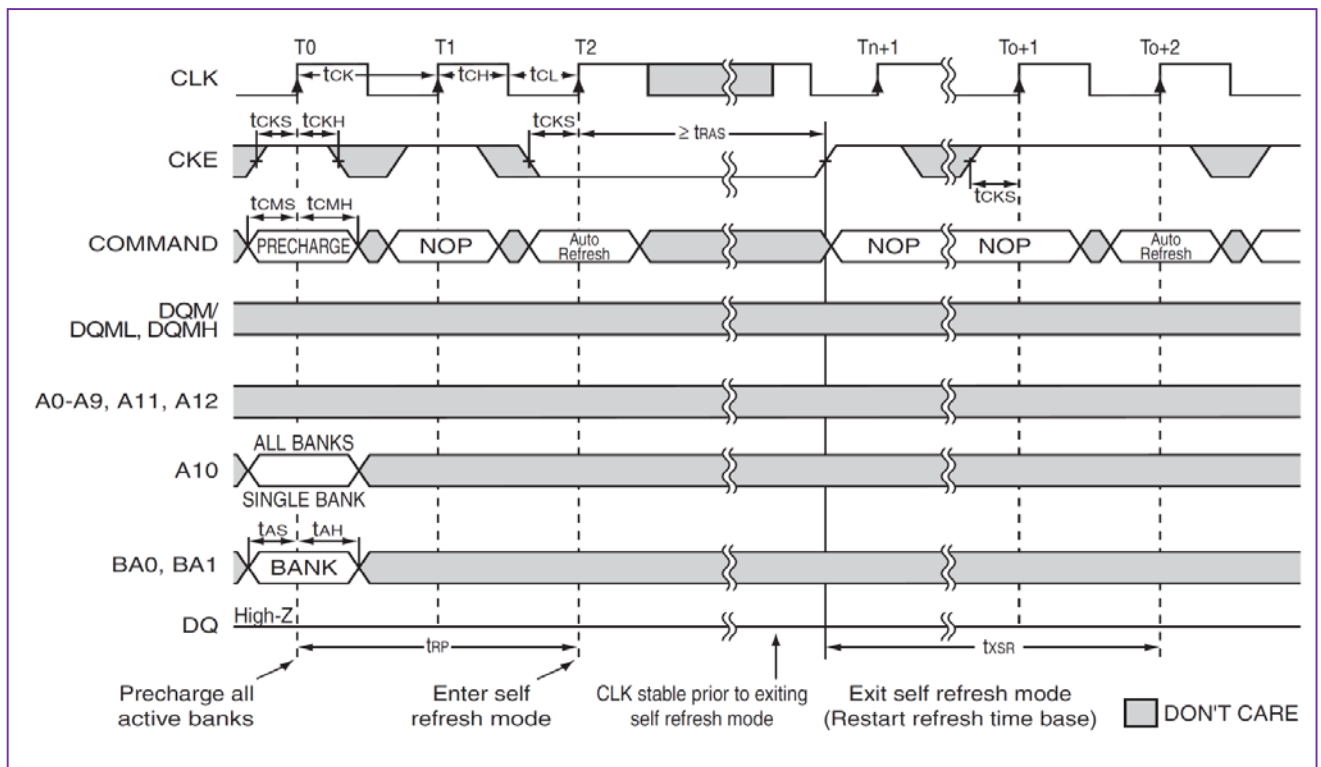 T0 T1 T2 Tn+1 To+1 To+2
CLK
tCK tCH tCL
tCKS tCKH tCKS ≥ tRAS
CKE
tCKS
tCMS tCMH
COMMAND PRECHARGE NOP Auto Refresh NOP NOP Auto Refresh
DQM/
DQML, DQMH
A0-A9, A11, A12
ALL BANKS
A10
SINGLE BANK
tAS tAH
BA0, BA1 BANK
DQ High-Z
tRP tXSR
Precharge all
active banks
Enter self
refresh mode
CLK stable prior to exiting
self refresh mode
Exit self refresh mode
(Restart refresh time base)
DON'T CARE